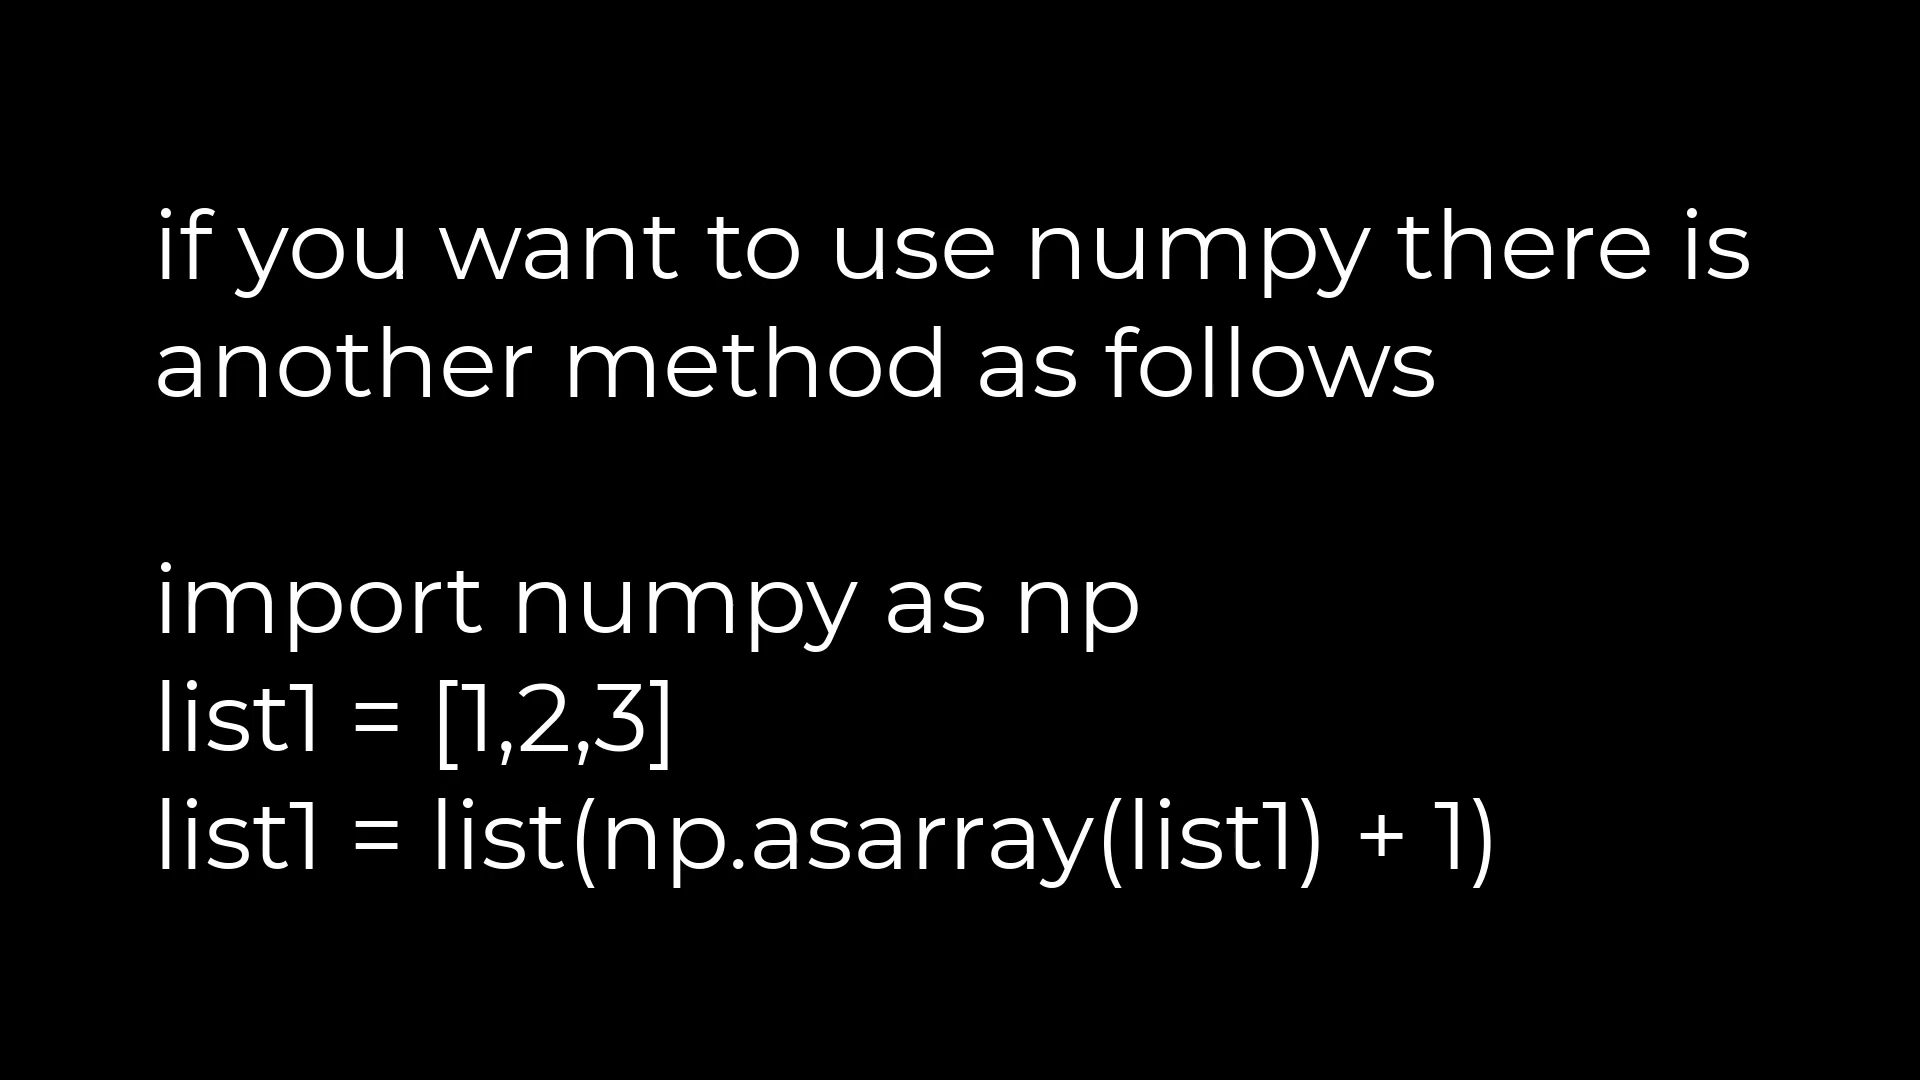 if you want to use numpy there is
another method as follows
import numpy as np
list1 = [1,2,3]
list1 = list(np.asarray(list1) + 1)